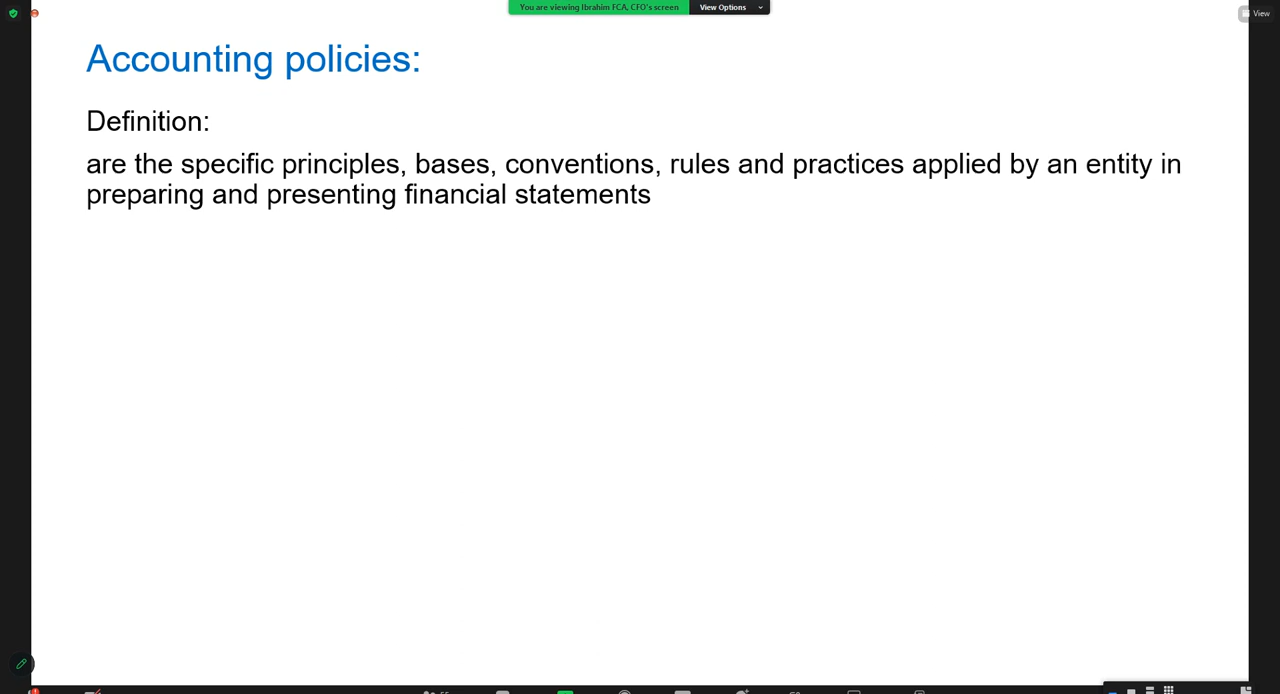 You are viewing Ibrahim FCA, CFO's screen
View Options
View
Accounting policies:
Definition:
are the specific principles, bases, conventions, rules and practices applied by an entity in
preparing and presenting financial statements